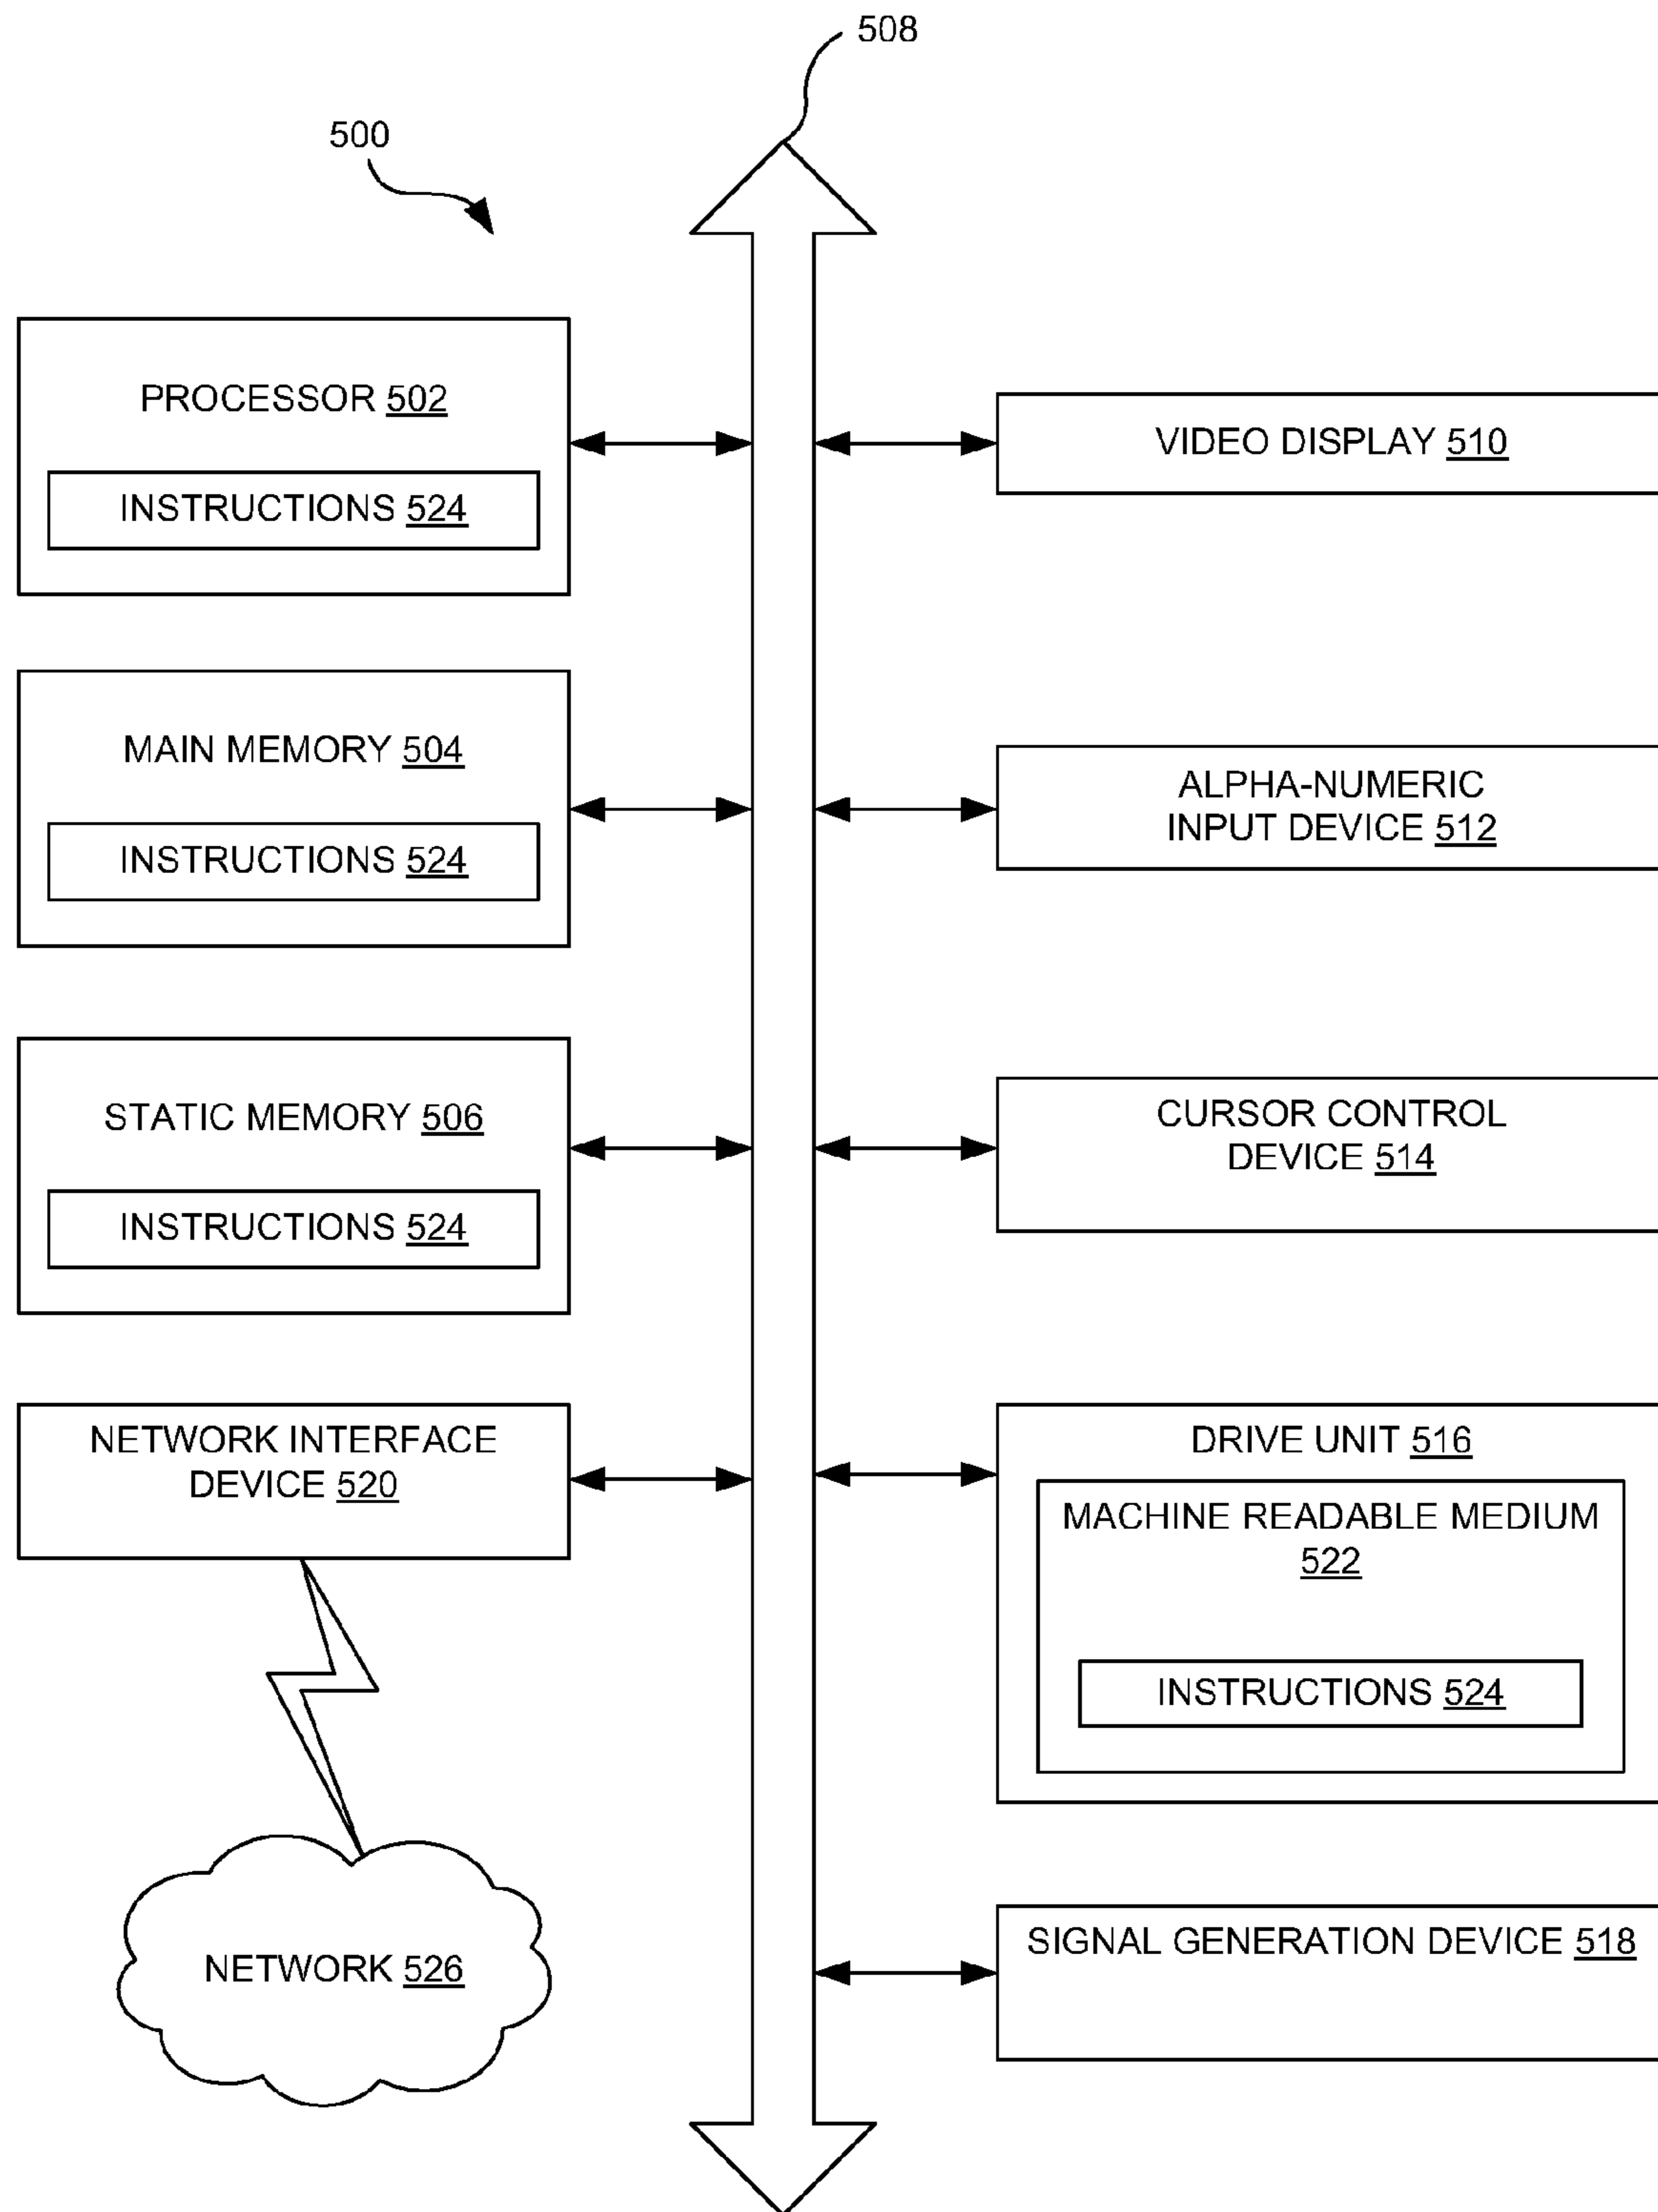 508
500
PROCESSOR 502
INSTRUCTIONS 524
MAIN MEMORY 504
INSTRUCTIONS 524
STATIC MEMORY 506
INSTRUCTIONS 524
NETWORK INTERFACE
DEVICE 520
NETWORK 526
VIDEO DISPLAY 510
ALPHA-NUMERIC
INPUT DEVICE 512
CURSOR CONTROL
DEVICE 514
DRIVE UNIT 516
MACHINE READABLE MEDIUM
522
INSTRUCTIONS 524
SIGNAL GENERATION DEVICE 518